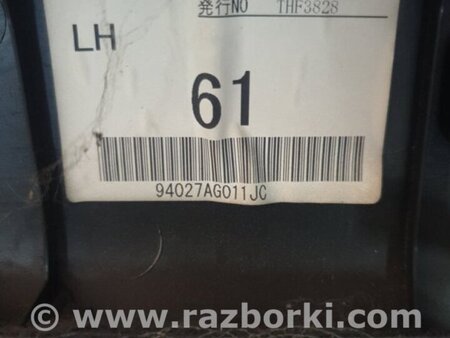 発行NO THF3828
LH
61
94027AG011JC
© www.razborki.com